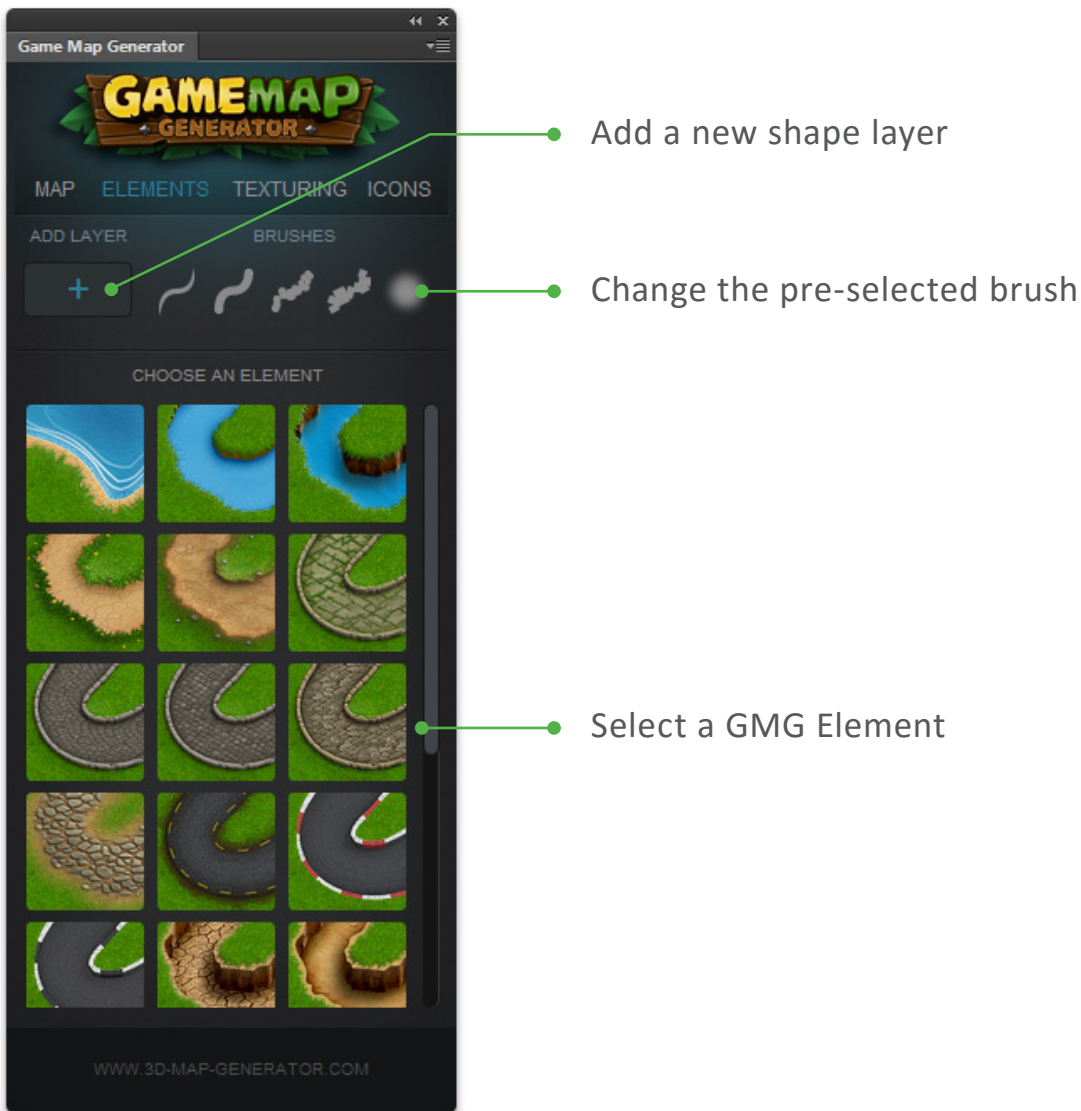 Game Map Generator
GAMEMAP
GENERATOR
MAP ELEMENTS TEXTURING ICONS
ADD LAYER BRUSHES
+
CHOOSE AN ELEMENT
WWW.3D-MAP-GENERATOR.COM
Add a new shape layer
Change the pre-selected brush
Select a GMG Element